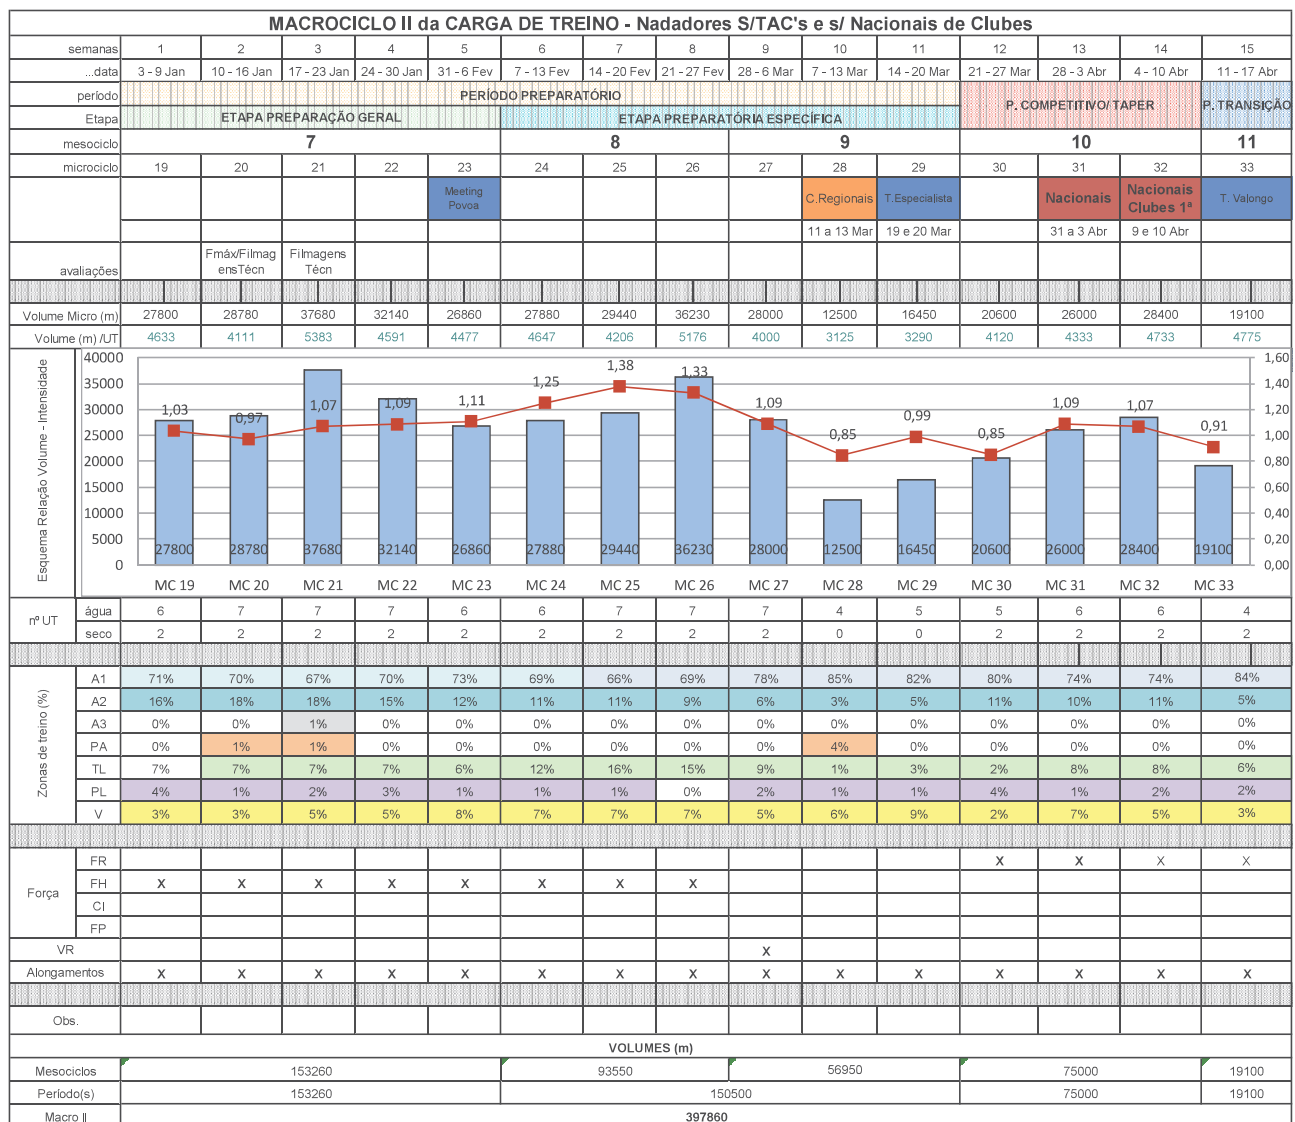 MACROCICLO II da CARGA DE TREINO - Nadadores S/TAC's e s/ Nacionais de Clubes
semanas 1 2 3 4 5 6 7 8 9 10 11 12 13 14 15
...data 3 - 9 Jan 10 - 16 Jan 17 - 23 Jan 24 - 30 Jan 31 - 6 Fev 7 - 13 Fev 14 - 20 Fev 21 - 27 Fev 28 - 6 Mar 7 - 13 Mar 14 - 20 Mar 21 - 27 Mar 28 - 3 Abr 4 - 10 Abr 11 - 17 Abr
período PERÍODO PREPARATÓRIO P. COMPETITIVO/ TAPER P. TRANSIÇÃO
Etapa ETAPA PREPARAÇÃO GERAL ETAPA PREPARATÓRIA ESPECÍFICA
mesociclo 7 8 9 10 11
microciclo 19 20 21 22 23 24 25 26 27 28 29 30 31 32 33
Meeting Povoa C.Regionais T.Especialista Nacionais Nacionais Clubes 1ª T. Valongo
11 a 13 Mar 19 e 20 Mar 31 a 3 Abr 9 e 10 Abr
avaliações Fmáx/Filmag ensTécn Filmagens Técn
Volume Micro (m) 27800 28780 37680 32140 26860 27880 29440 36230 28000 12500 16450 20600 26000 28400 19100
Volume (m) /UT 4633 4111 5383 4591 4477 4647 4206 5176 4000 3125 3290 4120 4333 4733 4775
Esquema Relação Volume - Intensidade
40000
35000
30000
25000
20000
15000
10000
5000
0
1,03 0,97 1,07 1,09 1,11 1,25 1,38 1,33 1,09 0,85 0,99 0,85 1,09 1,07 0,91
27800 28780 37680 32140 26860 27880 29440 36230 28000 12500 16450 20600 26000 28400 19100
MC 19 MC 20 MC 21 MC 22 MC 23 MC 24 MC 25 MC 26 MC 27 MC 28 MC 29 MC 30 MC 31 MC 32 MC 33
1,60
1,40
1,20
1,00
0,80
0,60
0,40
0,20
0,00
nº UT
água 6 7 7 7 6 6 7 7 7 4 5 5 6 6 4
seco 2 2 2 2 2 2 2 2 2 0 0 2 2 2 2
Zonas de treino (%)
A1 71% 70% 67% 70% 73% 69% 66% 69% 78% 85% 82% 80% 74% 74% 84%
A2 16% 18% 18% 15% 12% 11% 11% 9% 6% 3% 5% 11% 10% 11% 5%
A3 0% 0% 1% 0% 0% 0% 0% 0% 0% 0% 0% 0% 0% 0% 0%
PA 0% 1% 1% 0% 0% 0% 0% 0% 0% 4% 0% 0% 0% 0% 0%
TL 7% 7% 7% 7% 6% 12% 16% 15% 9% 1% 3% 2% 8% 8% 6%
PL 4% 1% 2% 3% 1% 1% 1% 0% 2% 1% 1% 4% 1% 2% 2%
V 3% 3% 5% 5% 8% 7% 7% 7% 5% 6% 9% 2% 7% 5% 3%
Força
FR x x x x
FH x x x x x x x x
CI
FP
VR x
Alongamentos x x x x x x x x x x x x x x x
Obs.
VOLUMES (m)
Mesociclos 153260 93550 56950 75000 19100
Período(s) 153260 150500 75000 19100
Macro II 397860